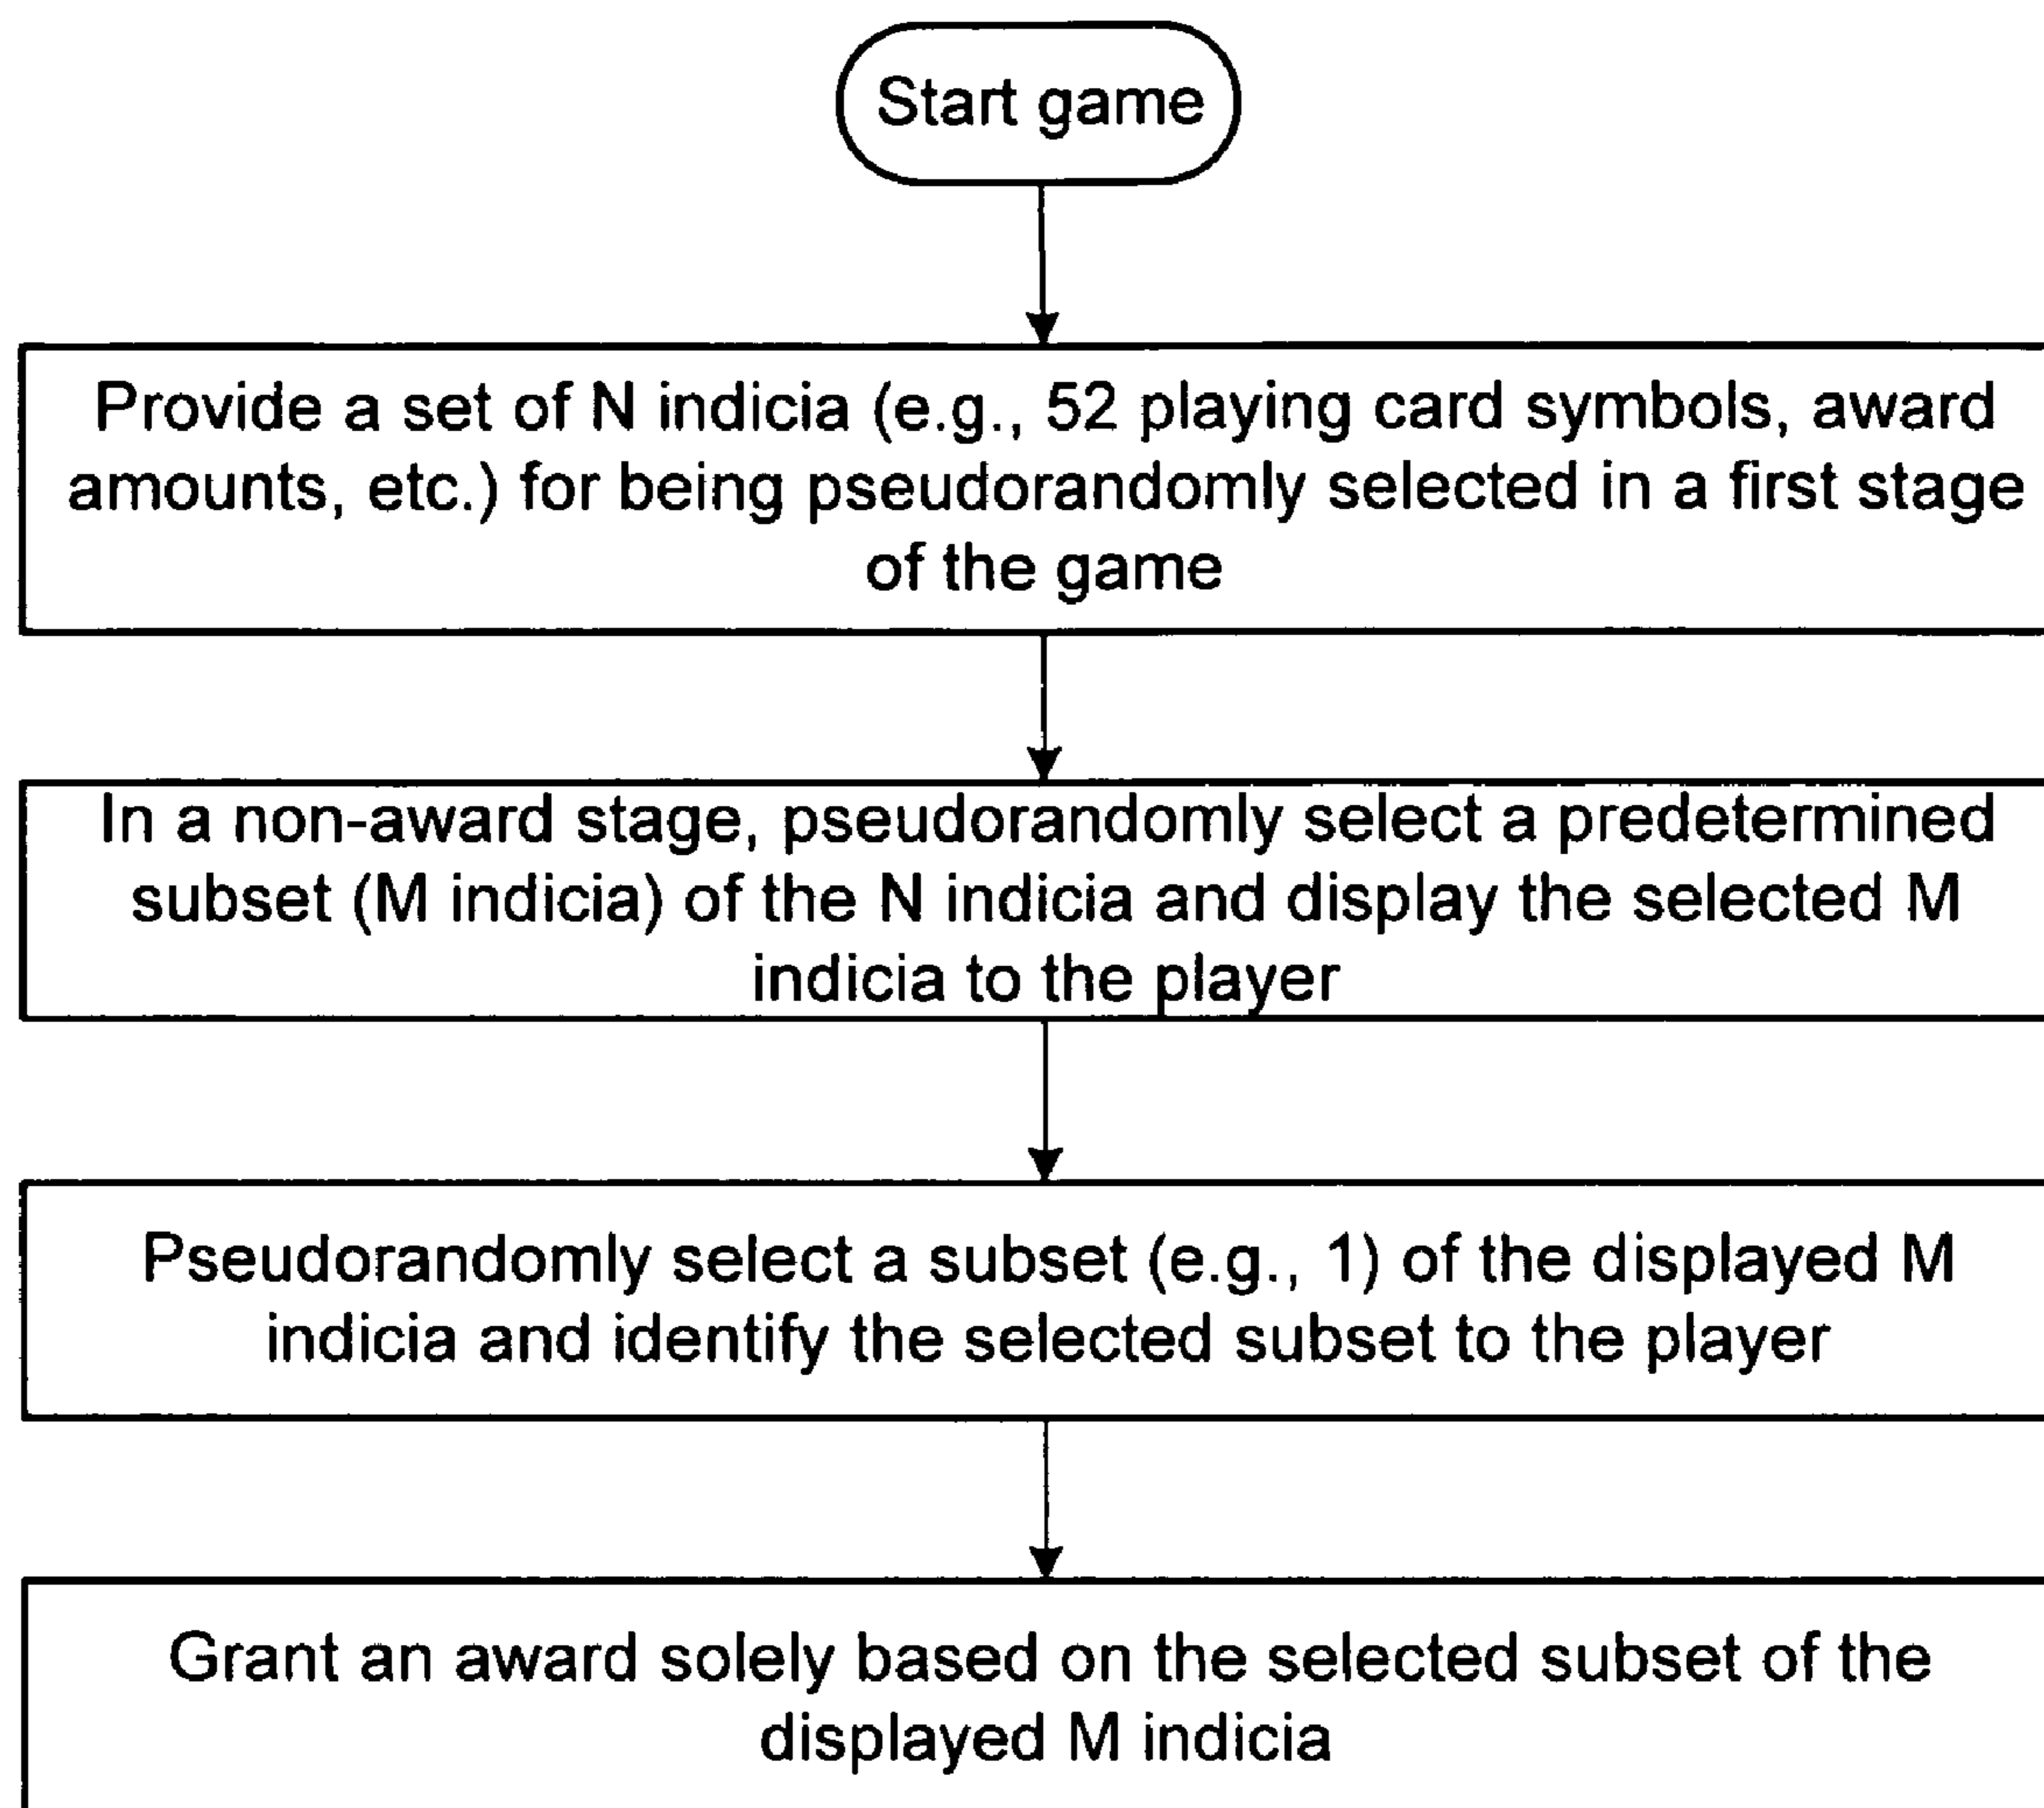 Start game
Provide a set of N indicia (e.g., 52 playing card symbols, award
amounts, etc.) for being pseudorandomly selected in a first stage
of the game
In a non-award stage, pseudorandomly select a predetermined
subset (M indicia) of the N indicia and display the selected M
indicia to the player
Pseudorandomly select a subset (e.g., 1) of the displayed M
indicia and identify the selected subset to the player
Grant an award solely based on the selected subset of the
displayed M indicia